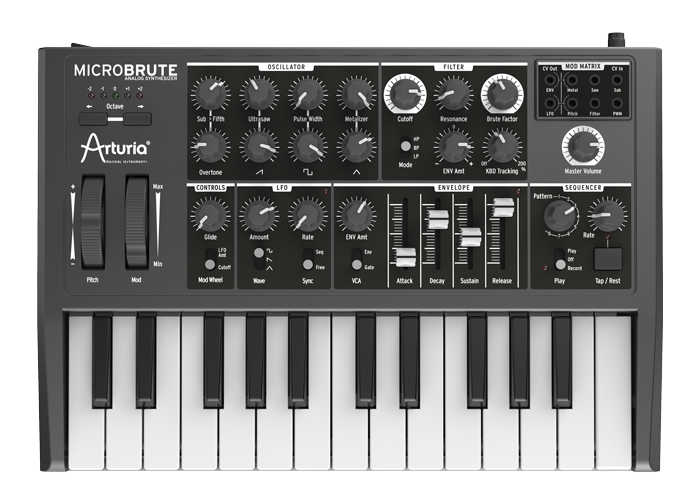 MICROBRUTE
ANALOG SYNTHESIZER
-2 -1 0 +1 +2
← Octave →
Arturia®
MUSICAL INSTRUMENTS
+
-
Pitch
Max
Min
Mod
OSCILLATOR
Sub > Fifth
Ultrasaw
Pulse Width
Metalizer
Overtone
FILTER
Cutoff
Resonance
Brute Factor
HP
BP
LP
Mode
- +
ENV Amt
Off 200 %
KBD Tracking
MOD MATRIX
CV Out CV In
ENV Metal Saw Sub
LFO Pitch Filter PWM
Master Volume
CONTROLS
Glide
LFO Amt
Cutoff
Mod Wheel
LFO
Amount
Rate
Wave
Seq
Free
Sync
ENVELOPE
ENV Amt
Env
Gate
VCA
Attack
Decay
Sustain
Release
SEQUENCER
Pattern
Rate
Play
Off
Record
Play
Tap / Rest